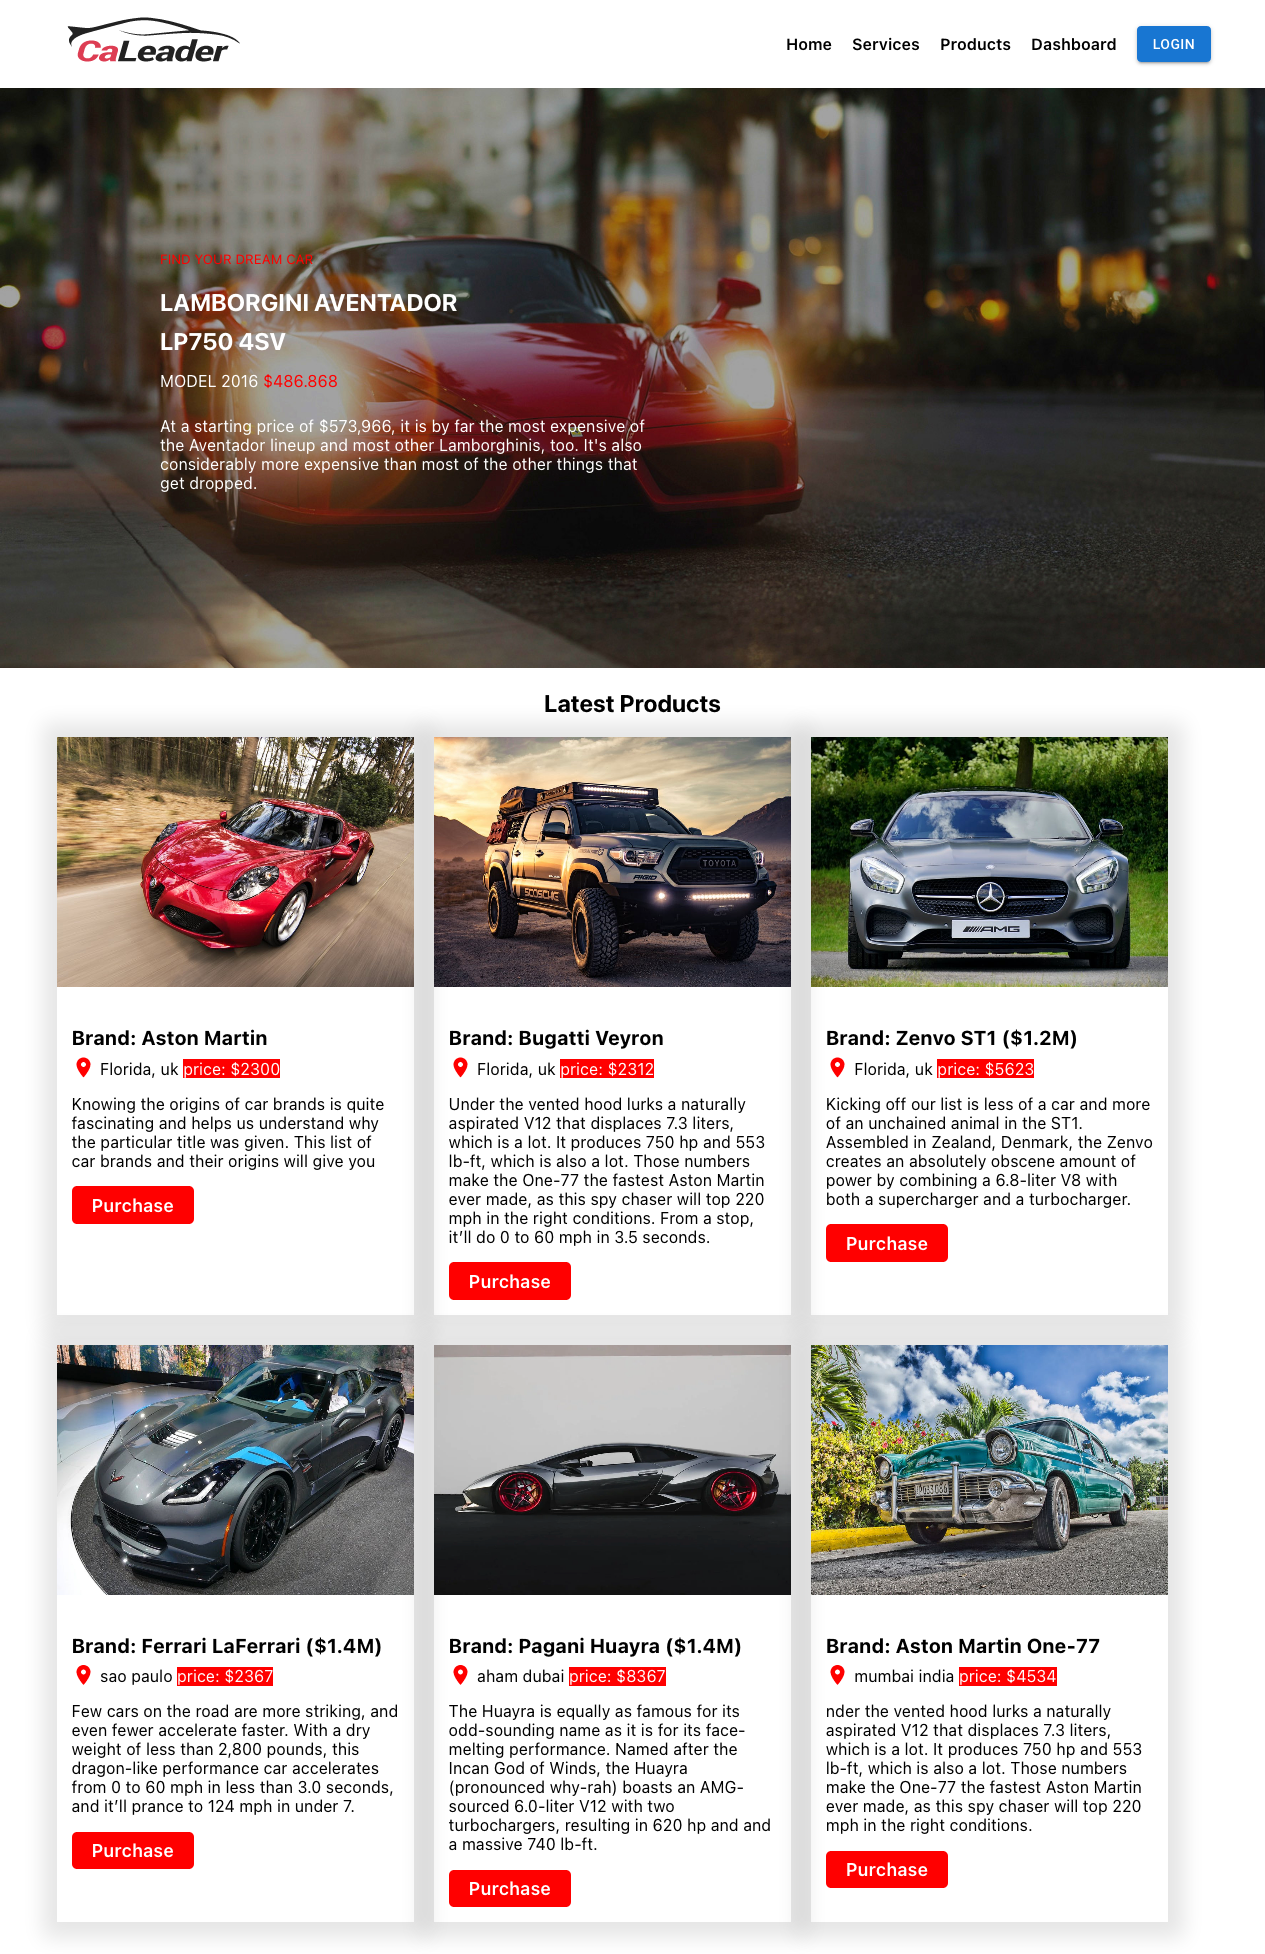 CaLeader
Home Services Products Dashboard LOGIN
FIND YOUR DREAM CAR
LAMBORGINI AVENTADOR
LP750 4SV
MODEL 2016 $486.868
At a starting price of $573,966, it is by far the most expensive of
the Aventador lineup and most other Lamborghinis, too. It's also
considerably more expensive than most of the other things that
get dropped.
Latest Products
TOYOTA
RIGID
AMG
Brand: Aston Martin
Florida, uk price: $2300
Knowing the origins of car brands is quite
fascinating and helps us understand why
the particular title was given. This list of
car brands and their origins will give you
Purchase
Brand: Bugatti Veyron
Florida, uk price: $2312
Under the vented hood lurks a naturally
aspirated V12 that displaces 7.3 liters,
which is a lot. It produces 750 hp and 553
lb-ft, which is also a lot. Those numbers
make the One-77 the fastest Aston Martin
ever made, as this spy chaser will top 220
mph in the right conditions. From a stop,
it’ll do 0 to 60 mph in 3.5 seconds.
Purchase
Brand: Zenvo ST1 ($1.2M)
Florida, uk price: $5623
Kicking off our list is less of a car and more
of an unchained animal in the ST1.
Assembled in Zealand, Denmark, the Zenvo
creates an absolutely obscene amount of
power by combining a 6.8-liter V8 with
both a supercharger and a turbocharger.
Purchase
Brand: Ferrari LaFerrari ($1.4M)
sao paulo price: $2367
Few cars on the road are more striking, and
even fewer accelerate faster. With a dry
weight of less than 2,800 pounds, this
dragon-like performance car accelerates
from 0 to 60 mph in less than 3.0 seconds,
and it’ll prance to 124 mph in under 7.
Purchase
Brand: Pagani Huayra ($1.4M)
aham dubai price: $8367
The Huayra is equally as famous for its
odd-sounding name as it is for its face-
melting performance. Named after the
Incan God of Winds, the Huayra
(pronounced why-rah) boasts an AMG-
sourced 6.0-liter V12 with two
turbochargers, resulting in 620 hp and and
a massive 740 lb-ft.
Purchase
Brand: Aston Martin One-77
mumbai india price: $4534
nder the vented hood lurks a naturally
aspirated V12 that displaces 7.3 liters,
which is a lot. It produces 750 hp and 553
lb-ft, which is also a lot. Those numbers
make the One-77 the fastest Aston Martin
ever made, as this spy chaser will top 220
mph in the right conditions.
Purchase